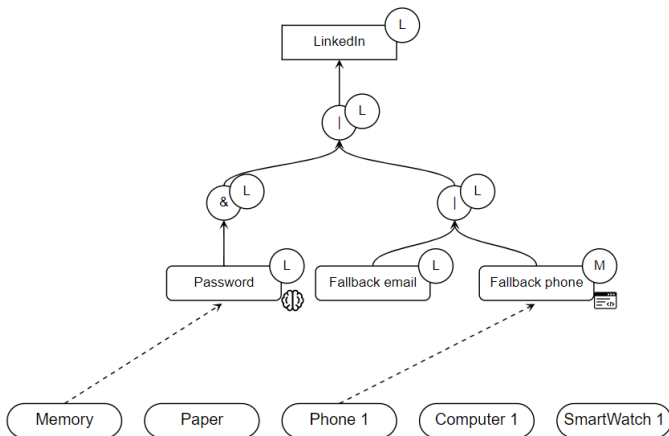 L
LinkedIn
L
|
L
&
L
|
L
Password
L
Fallback email
M
Fallback phone
</>
Memory
Paper
Phone 1
Computer 1
SmartWatch 1